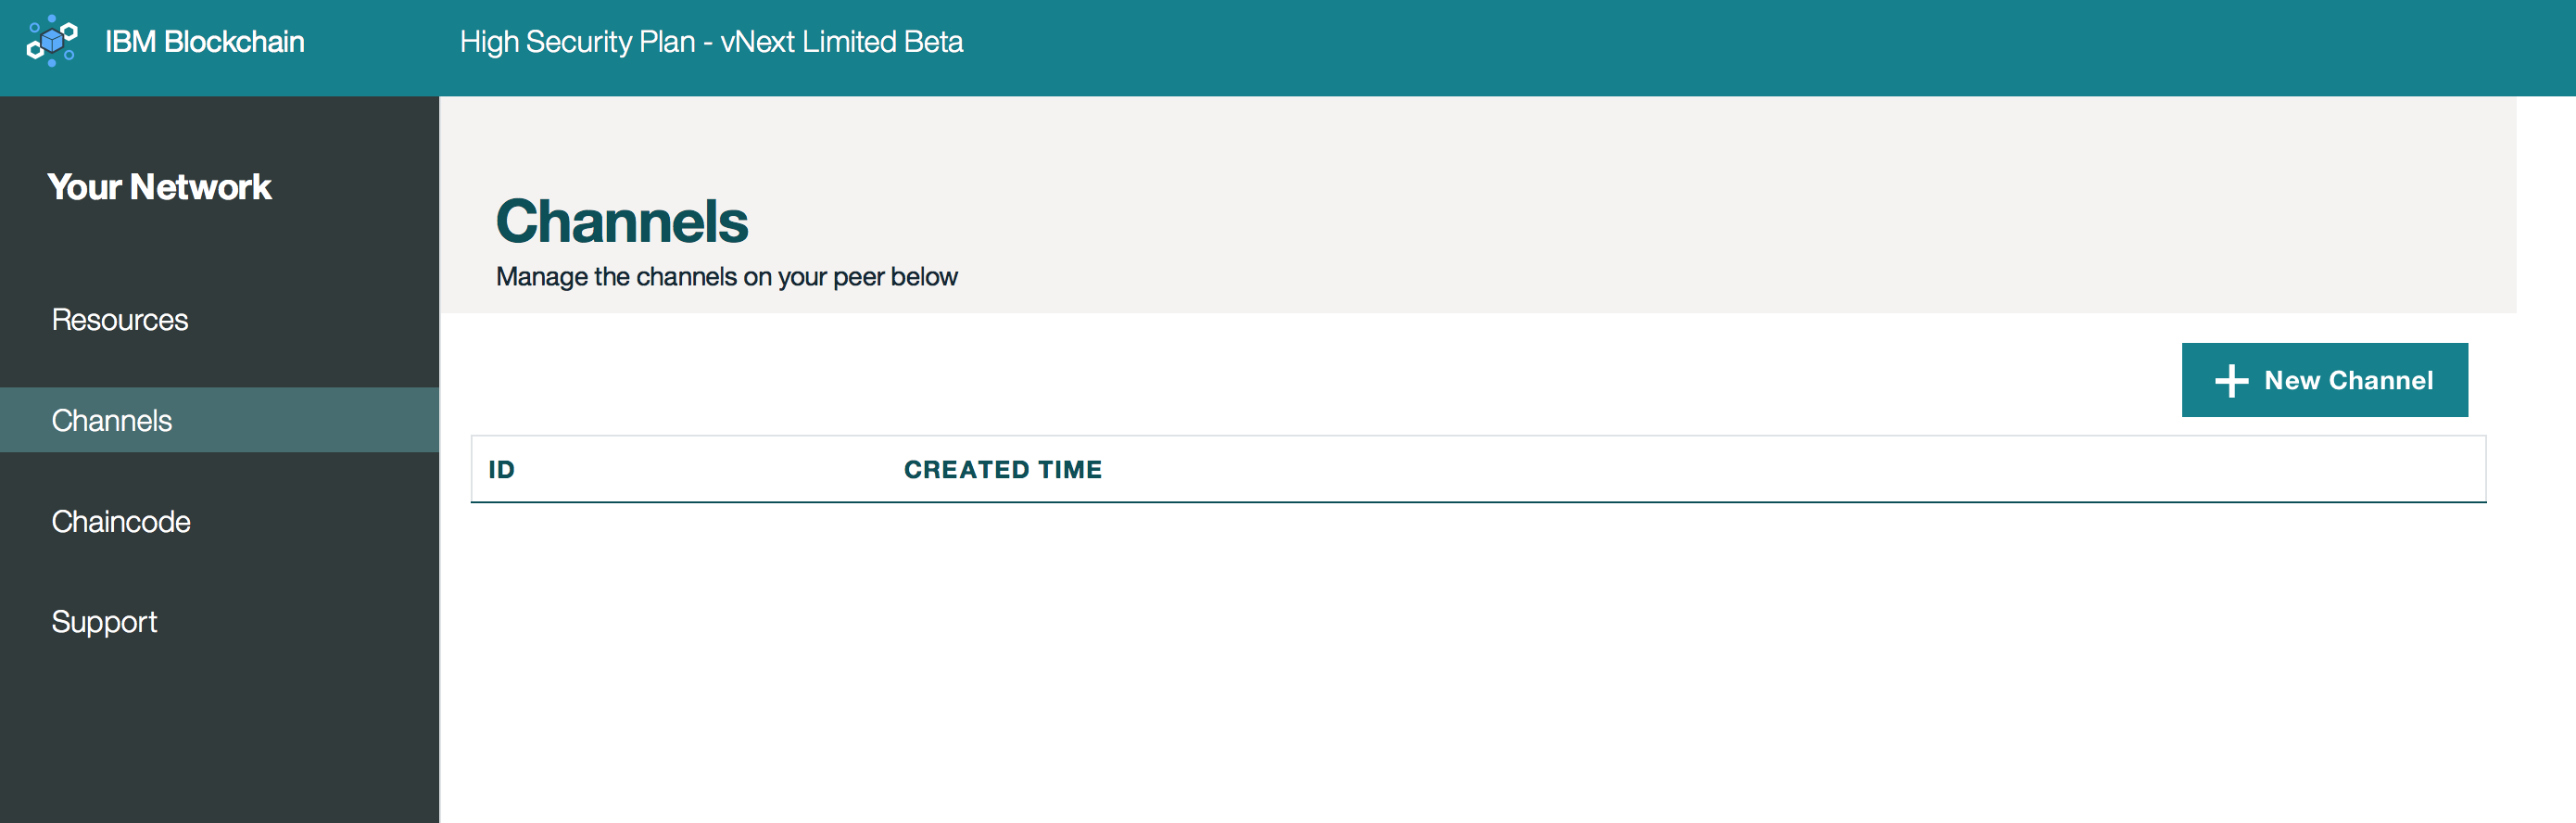 IBM Blockchain
High Security Plan - vNext Limited Beta
Your Network
Resources
Channels
Chaincode
Support
Channels
Manage the channels on your peer below
New Channel
ID
CREATED TIME